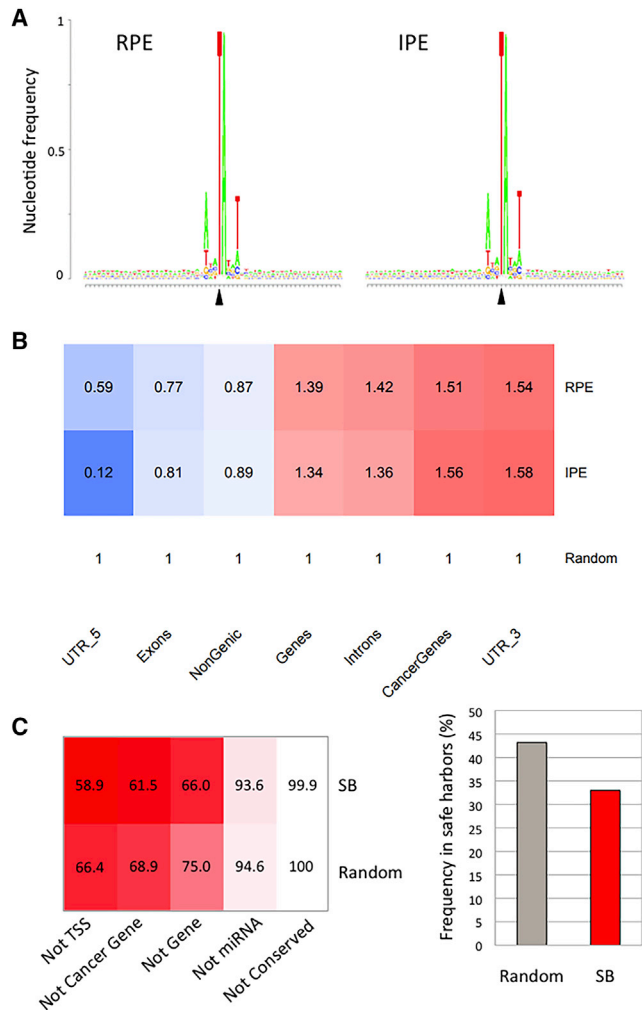 A
RPE
IPE
Nucleotide frequency
1
0.5
0
B
0.59 0.77 0.87 1.39 1.42 1.51 1.54 RPE
0.12 0.81 0.89 1.34 1.36 1.56 1.58 IPE
1 1 1 1 1 1 1 Random
UTR_5 Exons NonGenic Genes Introns CancerGenes UTR_3
C
58.9 61.5 66.0 93.6 99.9 SB
66.4 68.9 75.0 94.6 100 Random
Not TSS
Not Cancer Gene
Not Gene
Not miRNA
Not Conserved
Frequency in safe harbors (%)
50
45
40
35
30
25
20
15
10
5
0
Random SB